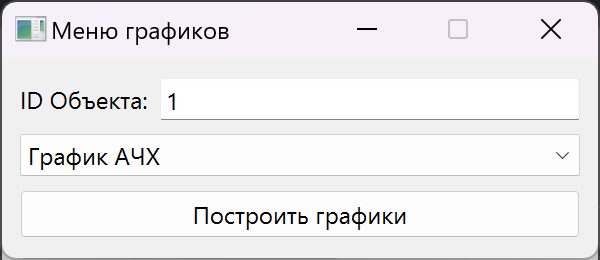 Меню графиков
ID Объекта: 1
График АЧХ
Построить графики